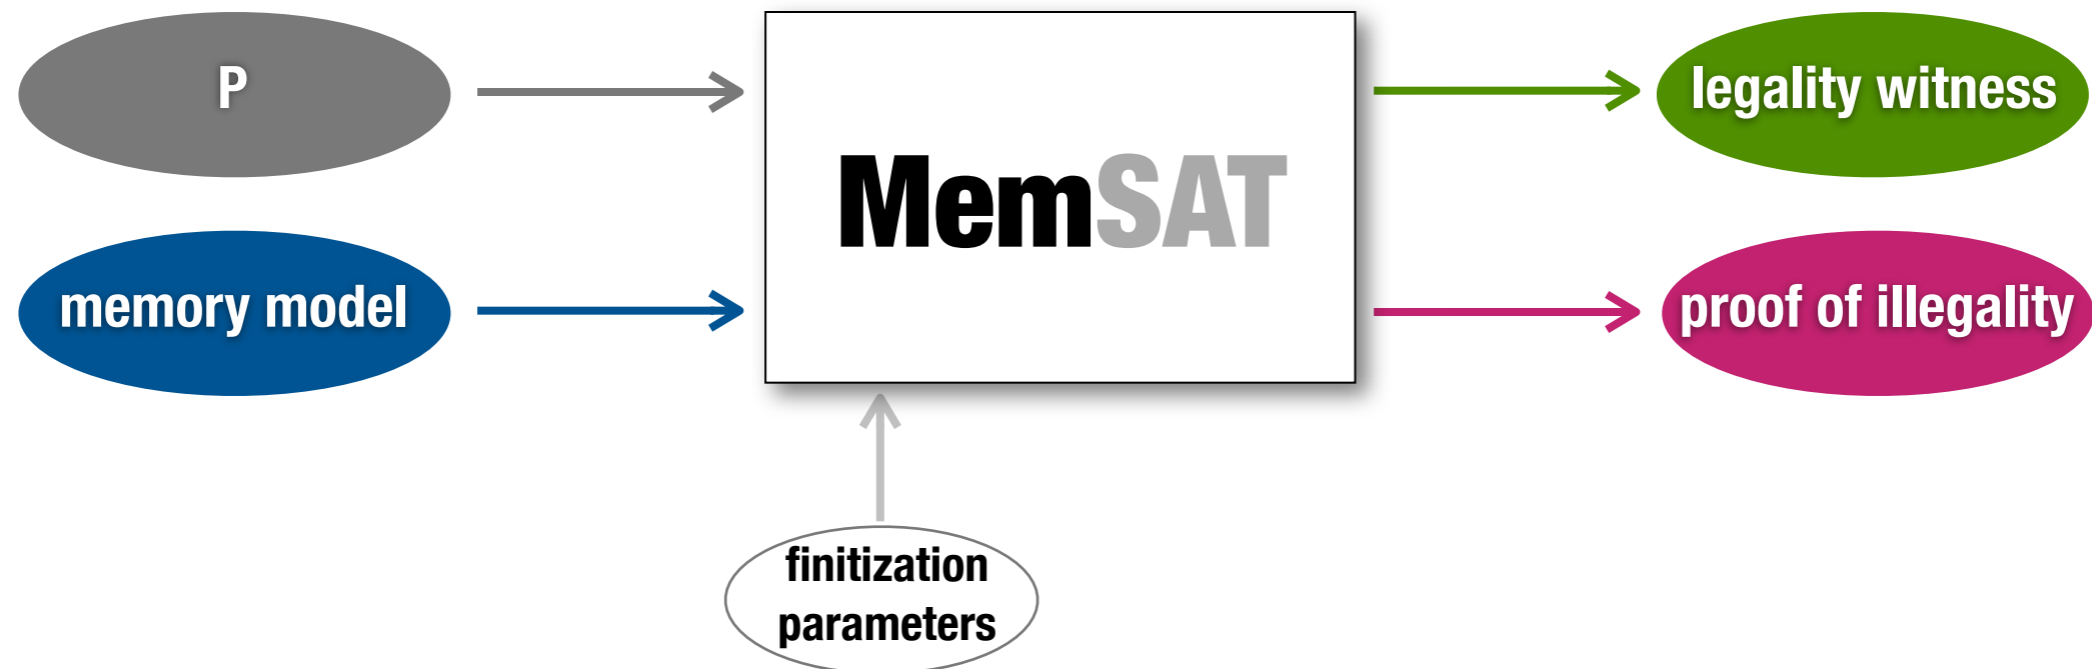 P
memory model
MemSAT
finitization
parameters
legality witness
proof of illegality